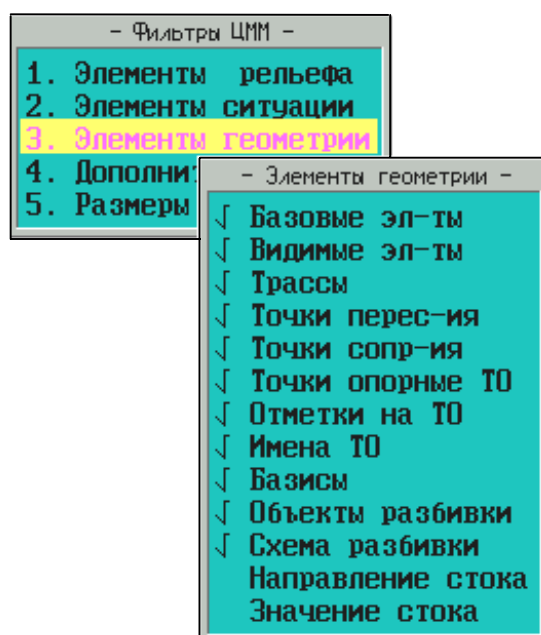 - Фильтры ЦММ -
1. Элементы рельефа
2. Элементы ситуации
3. Элементы геометрии
4. Дополнит
5. Размеры
- Элементы геометрии -
√ Базовые эл-ты
√ Видимые эл-ты
√ Трассы
√ Точки перес-ия
√ Точки сопр-ия
√ Точки опорные ТО
√ Отметки на ТО
√ Имена ТО
√ Базисы
√ Объекты разбивки
√ Схема разбивки
Направление стока
Значение стока